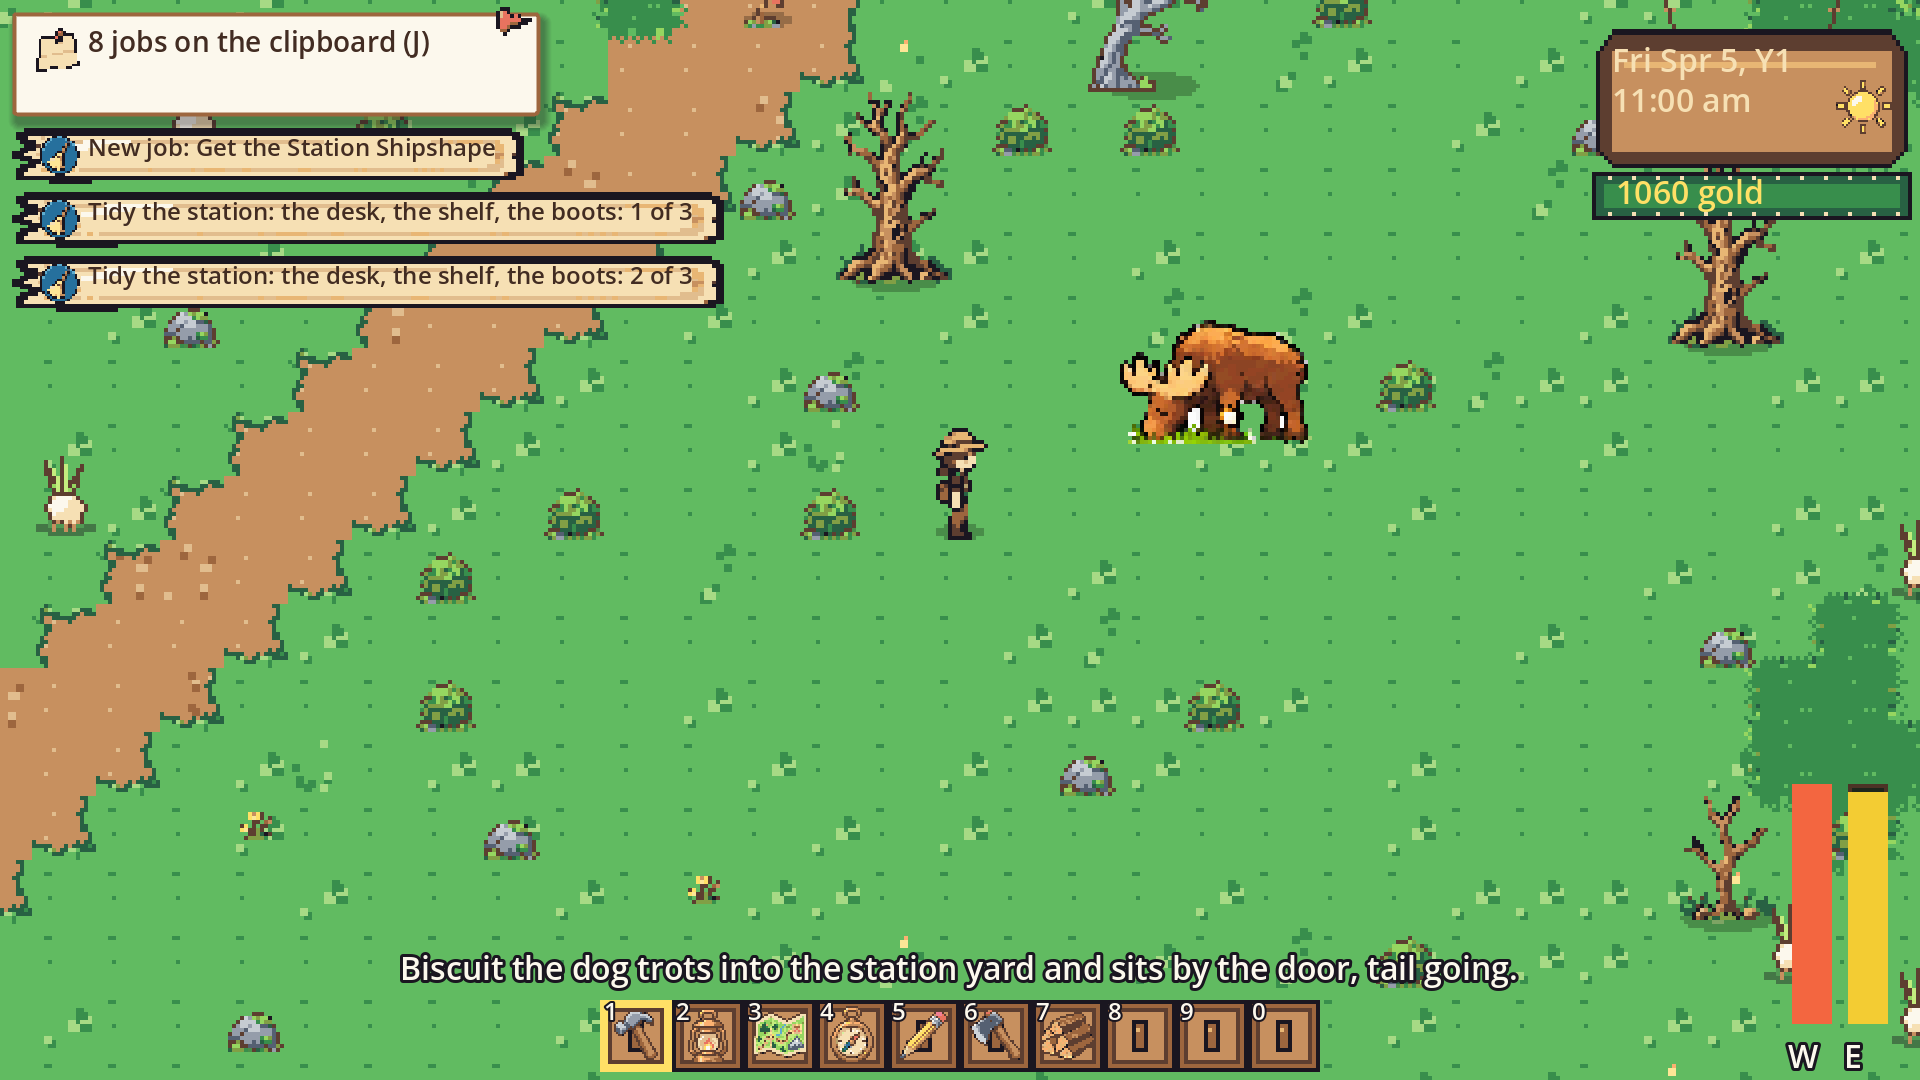 8 jobs on the clipboard (J)
New job: Get the Station Shipshape
Tidy the station: the desk, the shelf, the boots: 1 of 3
Tidy the station: the desk, the shelf, the boots: 2 of 3
Fri Spr 5, Y1
11:00 am
1060 gold
Biscuit the dog trots into the station yard and sits by the door, tail going.
1 2 3 4 5 6 7 8 9 0
W E